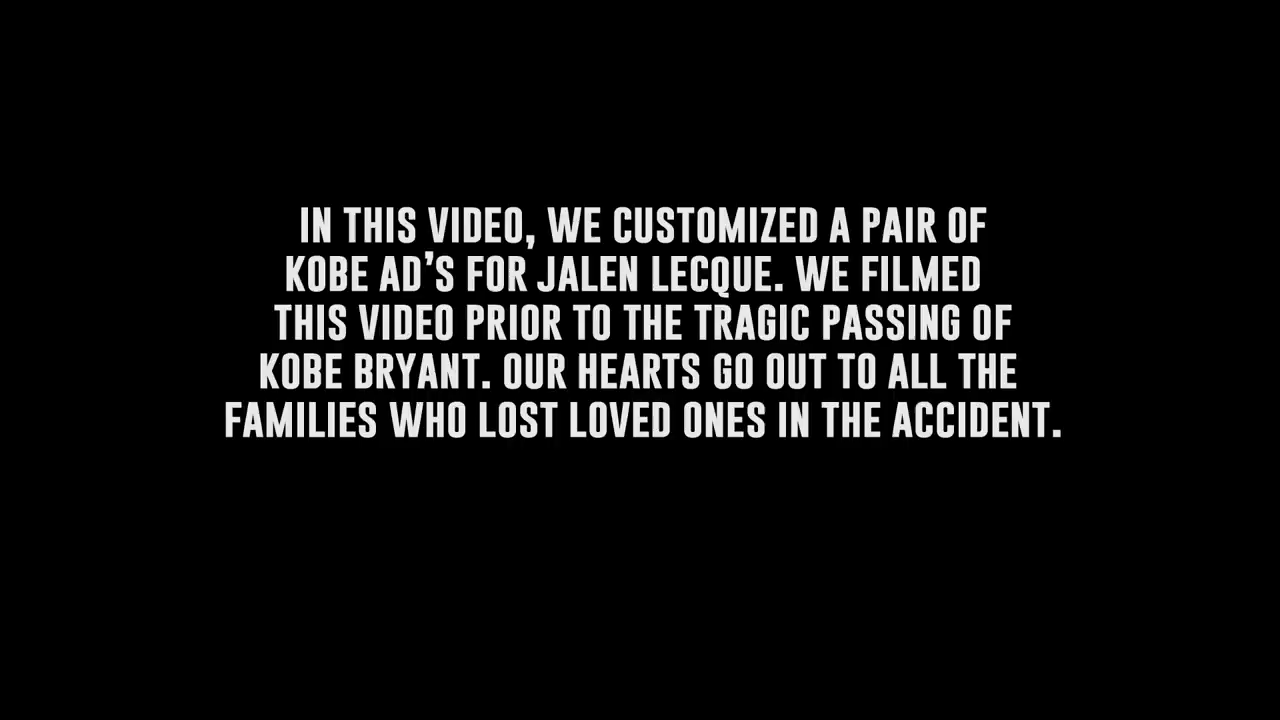 IN THIS VIDEO, WE CUSTOMIZED A PAIR OF
KOBE AD'S FOR JALEN LECQUE. WE FILMED
THIS VIDEO PRIOR TO THE TRAGIC PASSING OF
KOBE BRYANT. OUR HEARTS GO OUT TO ALL THE
FAMILIES WHO LOST LOVED ONES IN THE ACCIDENT.